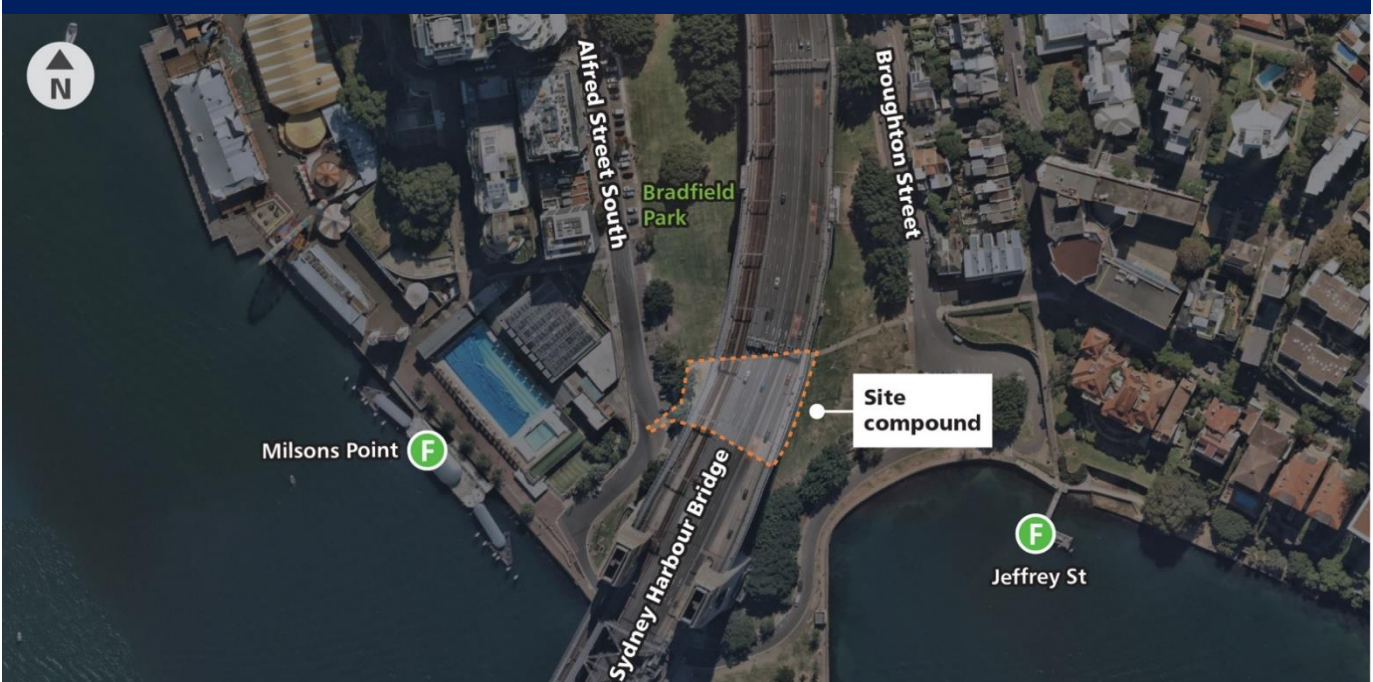 N
Alfred Street South
Broughton Street
Bradfield
Park
Site
compound
Milsons Point F
F
Jeffrey St
Sydney Harbour Bridge